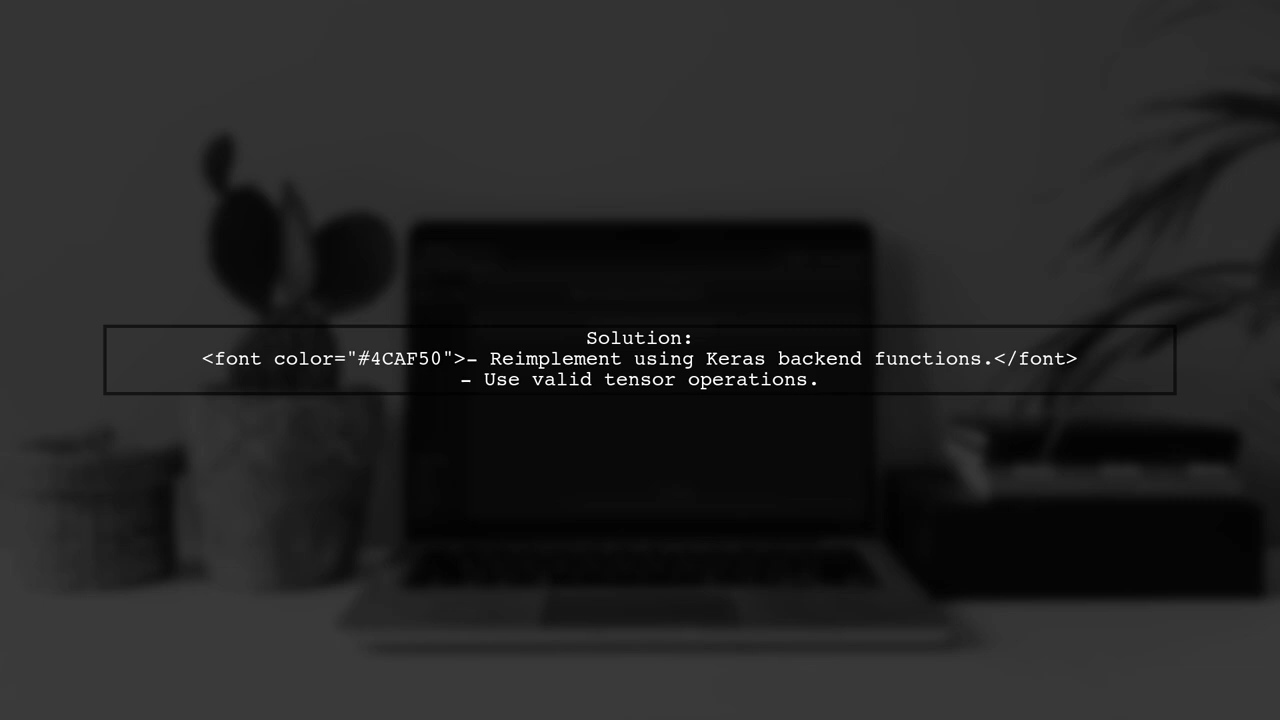 Solution:
<font color="#4CAF50">- Reimplement using Keras backend functions.</font>
- Use valid tensor operations.